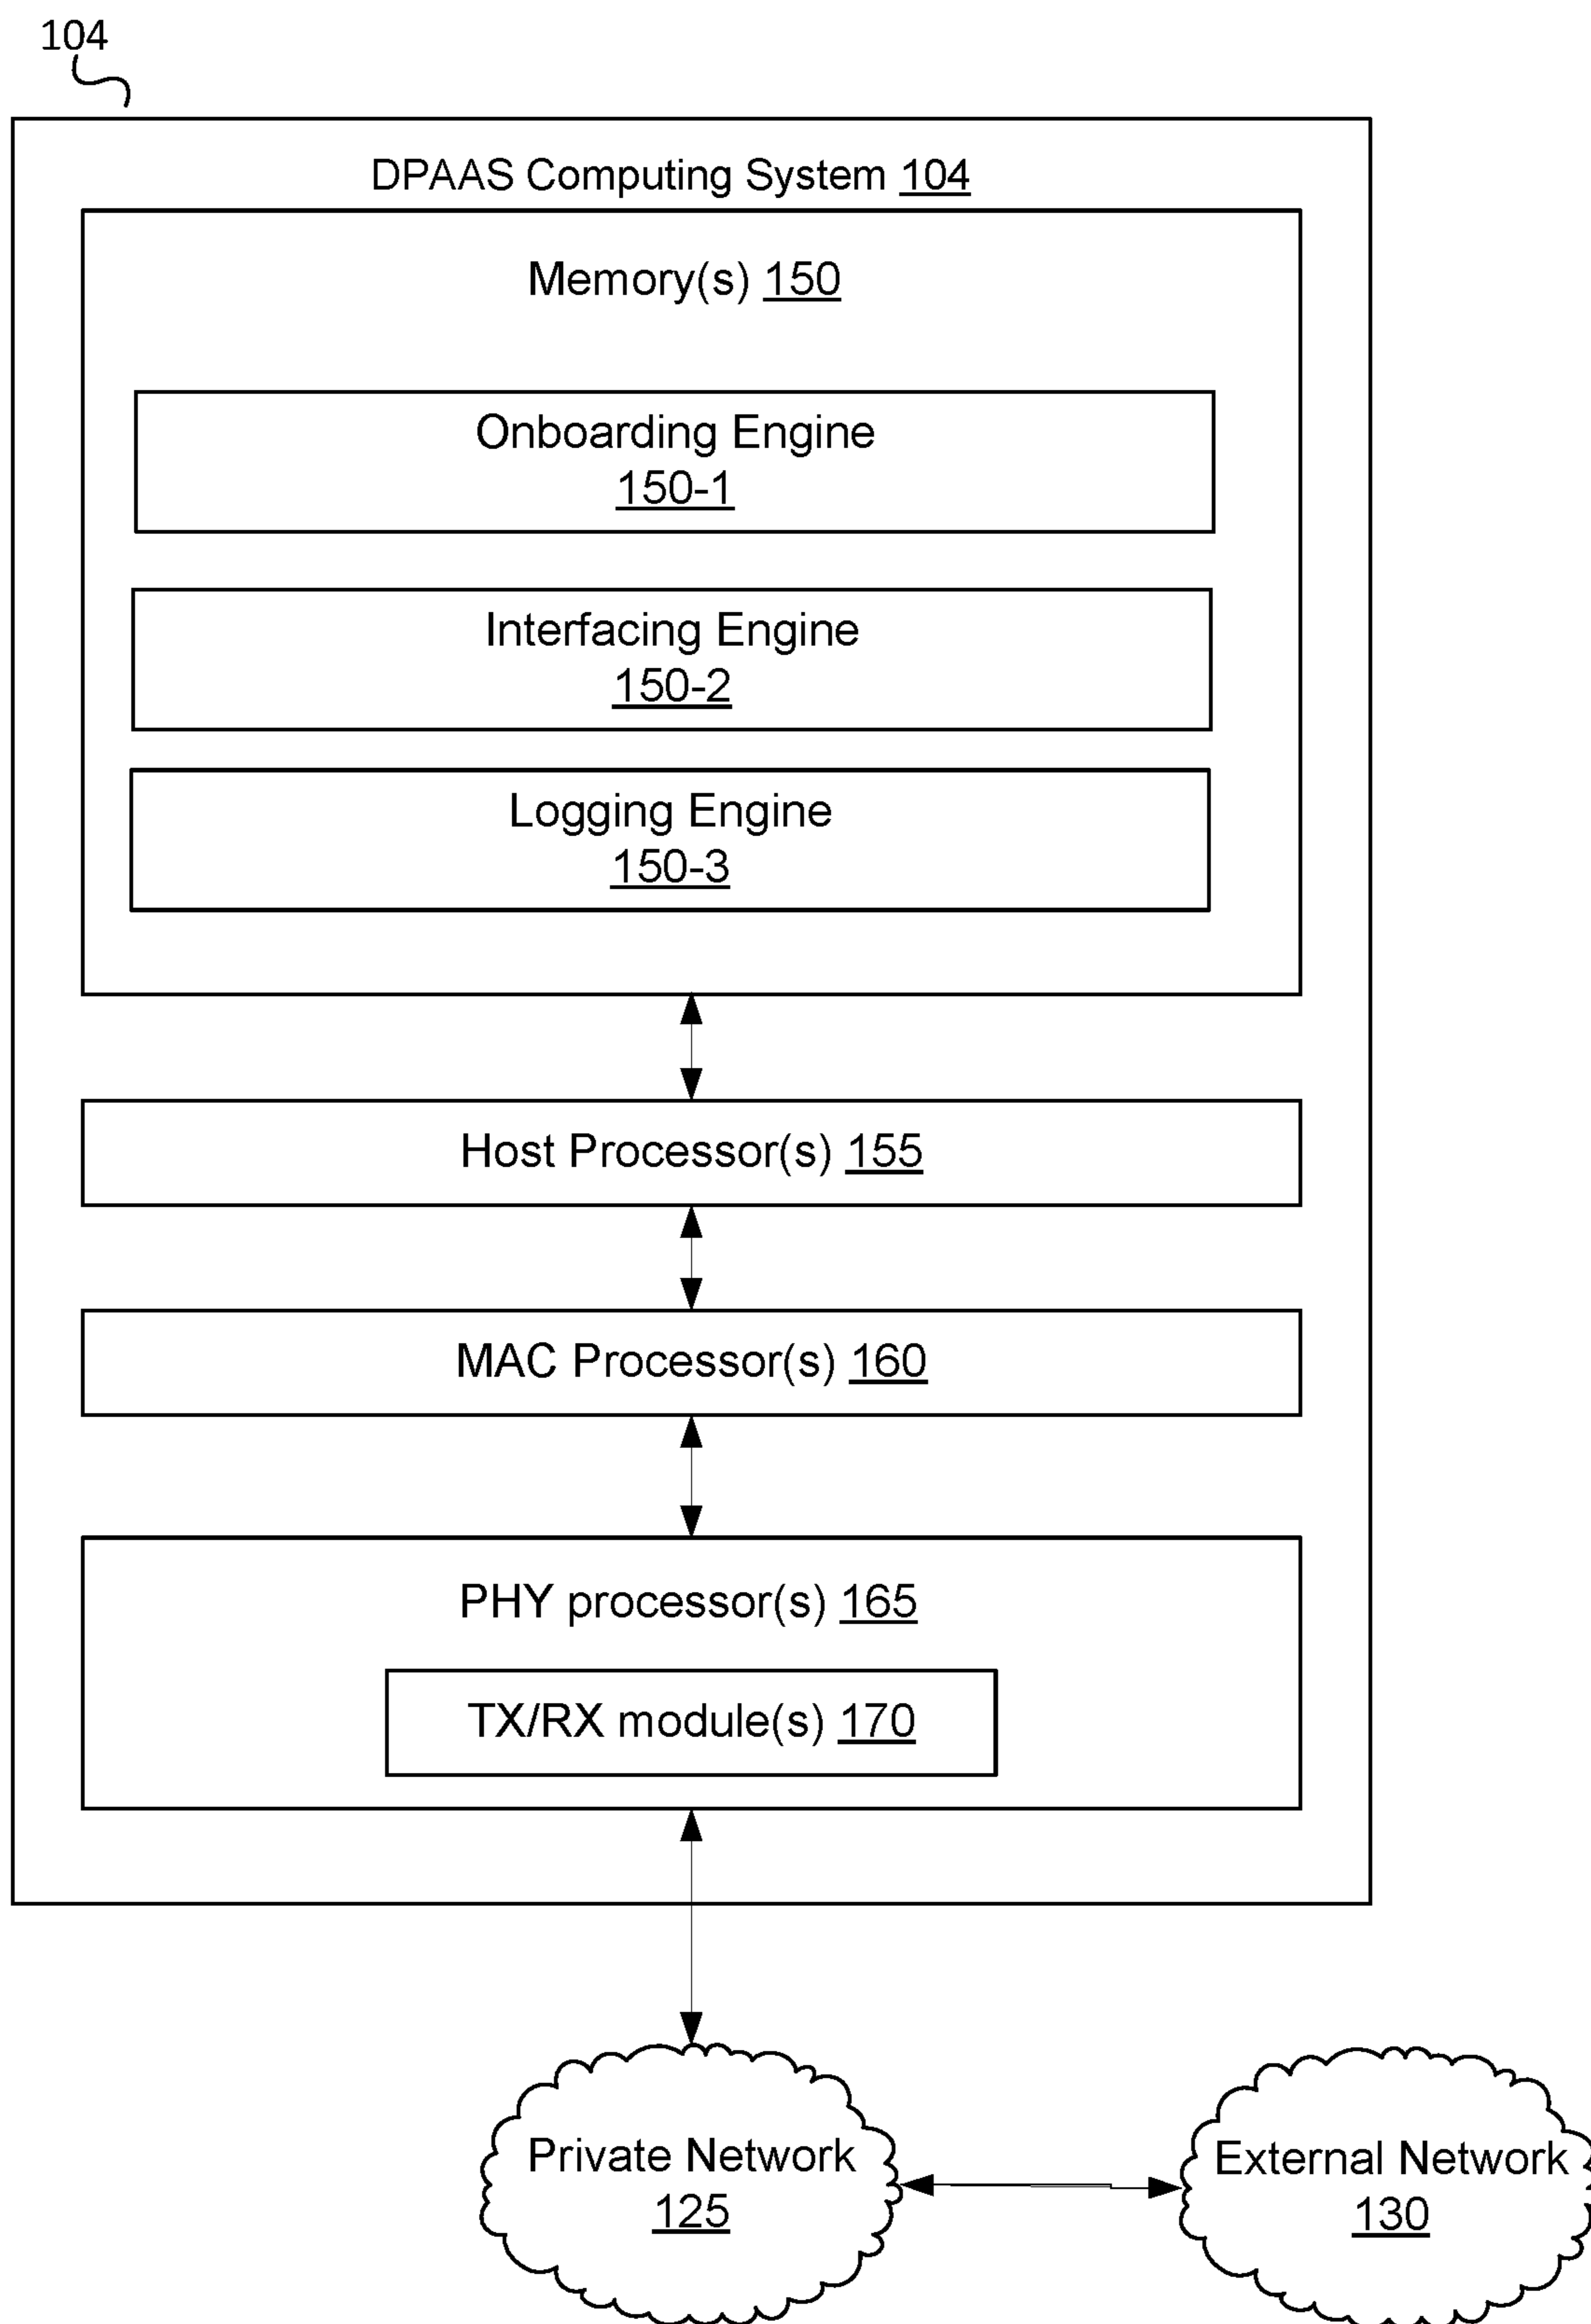 104
DPAAS Computing System 104
Memory(s) 150
Onboarding Engine
150-1
Interfacing Engine
150-2
Logging Engine
150-3
Host Processor(s) 155
MAC Processor(s) 160
PHY processor(s) 165
TX/RX module(s) 170
Private Network
125
External Network
130